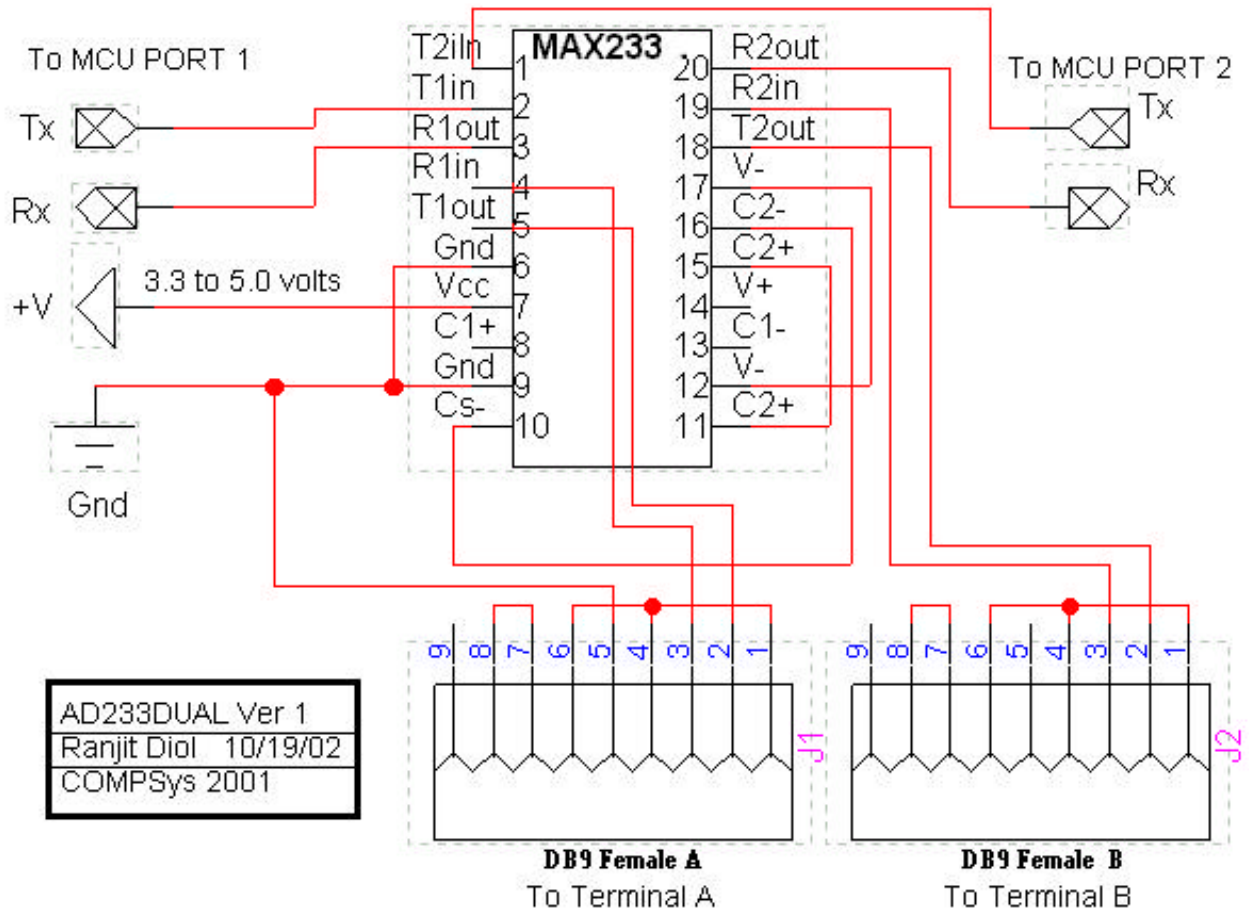 To MCU PORT 1
Tx
Rx
+V
3.3 to 5.0 volts
Gnd
MAX233
T2iIn
1
T1in
2
R1out
3
R1in
4
T1out
5
Gnd
6
Vcc
7
C1+
8
Gnd
9
Cs-
10
R2out
20
R2in
19
T2out
18
V-
17
C2-
16
C2+
15
V+
14
C1-
13
V-
12
C2+
11
To MCU PORT 2
Tx
Rx
9 8 7 6 5 4 3 2 1
J1
DB9 Female A
To Terminal A
9 8 7 6 5 4 3 2 1
J2
DB9 Female B
To Terminal B
AD233DUAL Ver 1
Ranjit Diol 10/19/02
COMPSys 2001